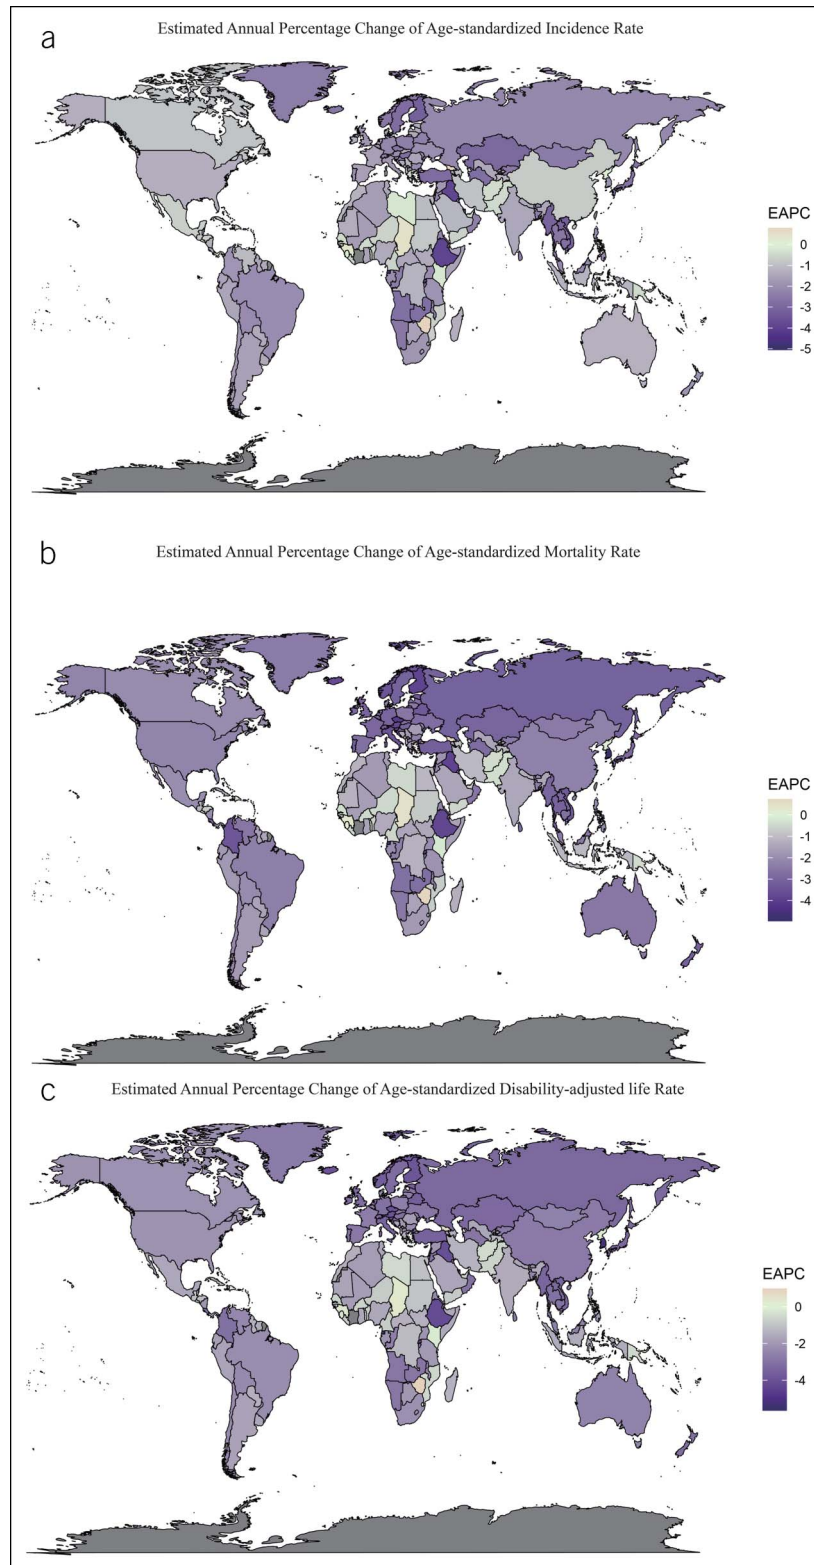 a
Estimated Annual Percentage Change of Age-standardized Incidence Rate
EAPC
0
-1
-2
-3
-4
-5
b
Estimated Annual Percentage Change of Age-standardized Mortality Rate
EAPC
0
-1
-2
-3
-4
c
Estimated Annual Percentage Change of Age-standardized Disability-adjusted life Rate
EAPC
0
-2
-4